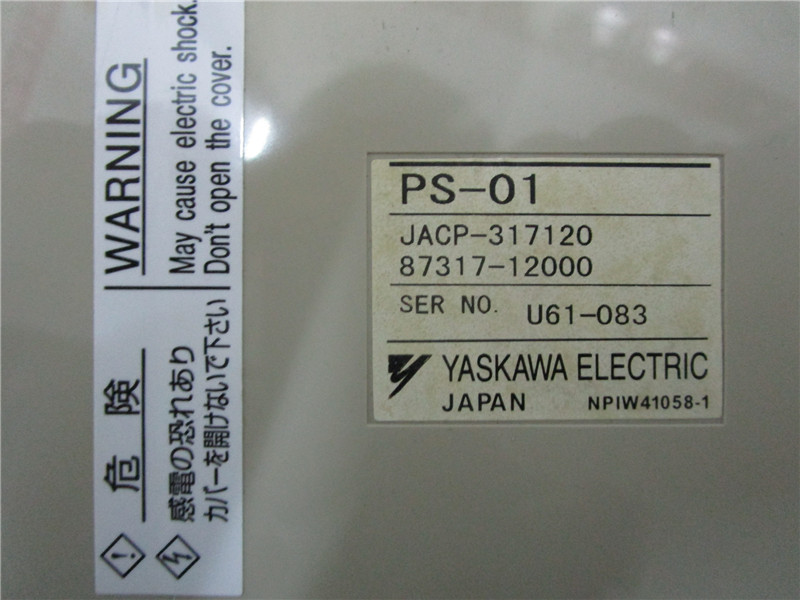 危険
感電の恐れあり
カバーを開けないで下さい
WARNING
May cause electric shock.
Don't open the cover.
PS-01
JACP-317120
87317-12000
SER NO. U61-083
YASKAWA ELECTRIC
JAPAN NPIW41058-1